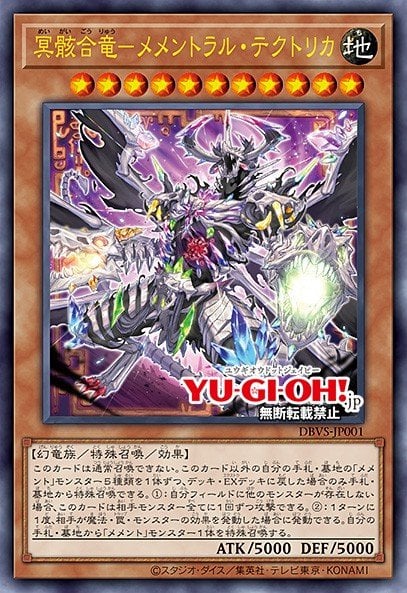 めい がい ごう りゅう
冥骸合竜－メメントラル・テクトリカ
地
ユウギオウドットジェイピー
YU-GI-OH!.jp
無断転載禁止
DBVS-JP001
【幻竜族／特殊召喚／効果】
このカードは通常召喚できない。このカード以外の自分の手札・墓地の「メメント」モンスター５種類を１体ずつ、デッキ・EXデッキに戻した場合のみ手札・墓地から特殊召喚できる。①：自分フィールドに他のモンスターが存在しない場合、このカードは相手モンスター全てに１回ずつ攻撃できる。②：１ターンに１度、相手が魔法・罠・モンスターの効果を発動した場合に発動できる。自分の手札・墓地から「メメント」モンスター１体を特殊召喚する。
ATK/5000 DEF/5000
©スタジオ・ダイス／集英社・テレビ東京・KONAMI